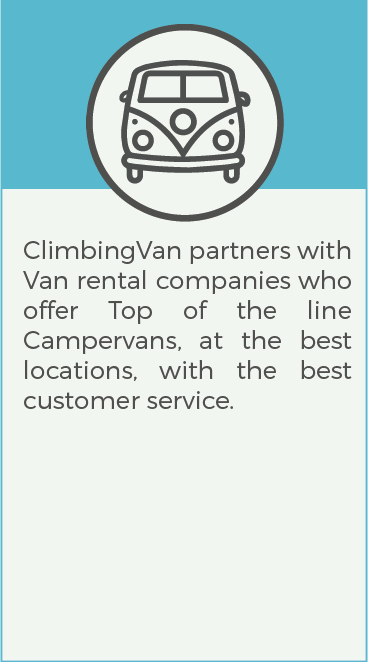 ClimbingVan partners with
Van rental companies who
offer Top of the line
Campervans, at the best
locations, with the best
customer service.